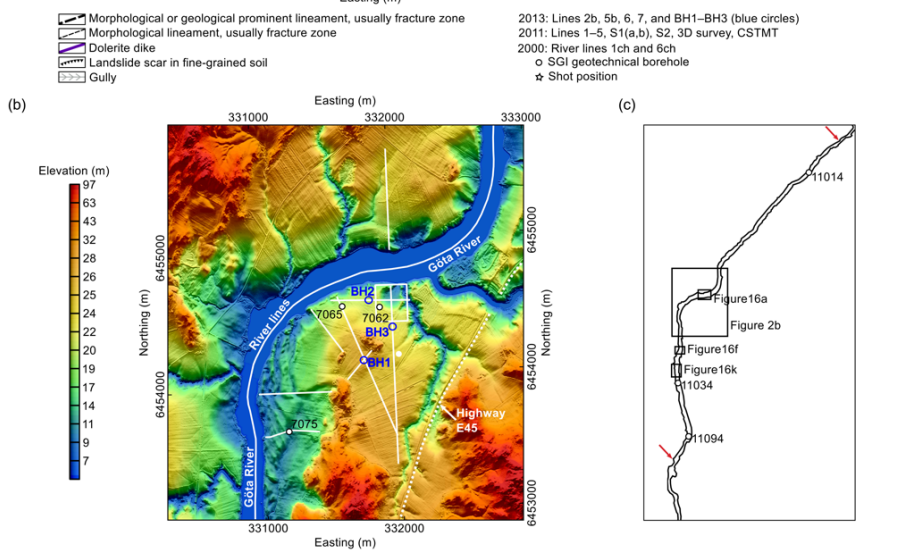 Morphological or geological prominent lineament, usually fracture zone
Morphological lineament, usually fracture zone
Dolerite dike
Landslide scar in fine-grained soil
Gully
2013: Lines 2b, 5b, 6, 7, and BH1–BH3 (blue circles)
2011: Lines 1–5, S1(a,b), S2, 3D survey, CSTMT
2000: River lines 1ch and 6ch
SGI geotechnical borehole
Shot position
(b)
Easting (m)
331000 332000 333000
Elevation (m)
97
63
43
32
28
26
25
24
22
20
19
17
14
11
9
7
Northing (m)
6455000
6454000
Göta River
River lines
BH2
7065 7062
BH3
BH1
Highway
E45
7075
Göta River
6455000
6454000
6453000
Northing (m)
331000 332000
Easting (m)
(c)
11014
Figure16a
Figure 2b
Figure16f
Figure16k
11034
11094